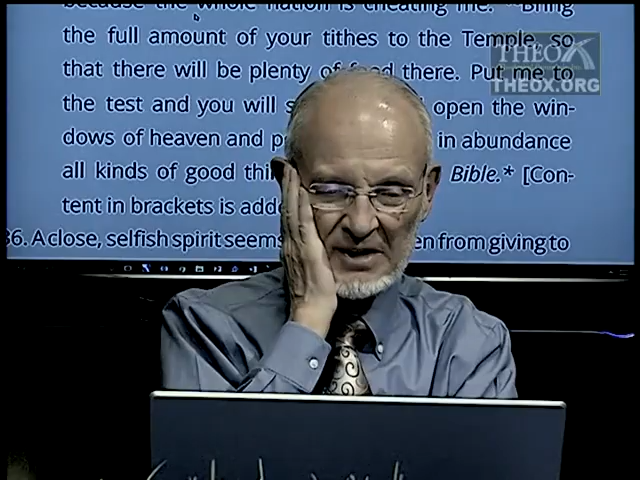 because the whole nation is cheating me. Bring
the full amount of your tithes to the Temple, so
that there will be plenty of food there. Put me to
the test and you will s open the win-
dows of heaven and p in abundance
all kinds of good thi Bible.* [Con-
tent in brackets is adde
36. A close, selfish spirit seems en from giving to
THEOX
THEOX.ORG